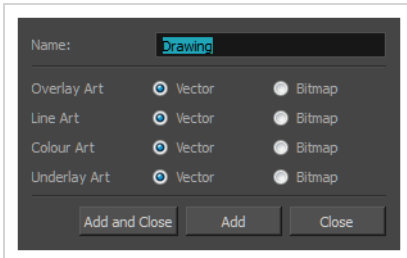 Name: Drawing
Overlay Art Vector Bitmap
Line Art Vector Bitmap
Colour Art Vector Bitmap
Underlay Art Vector Bitmap
Add and Close Add Close